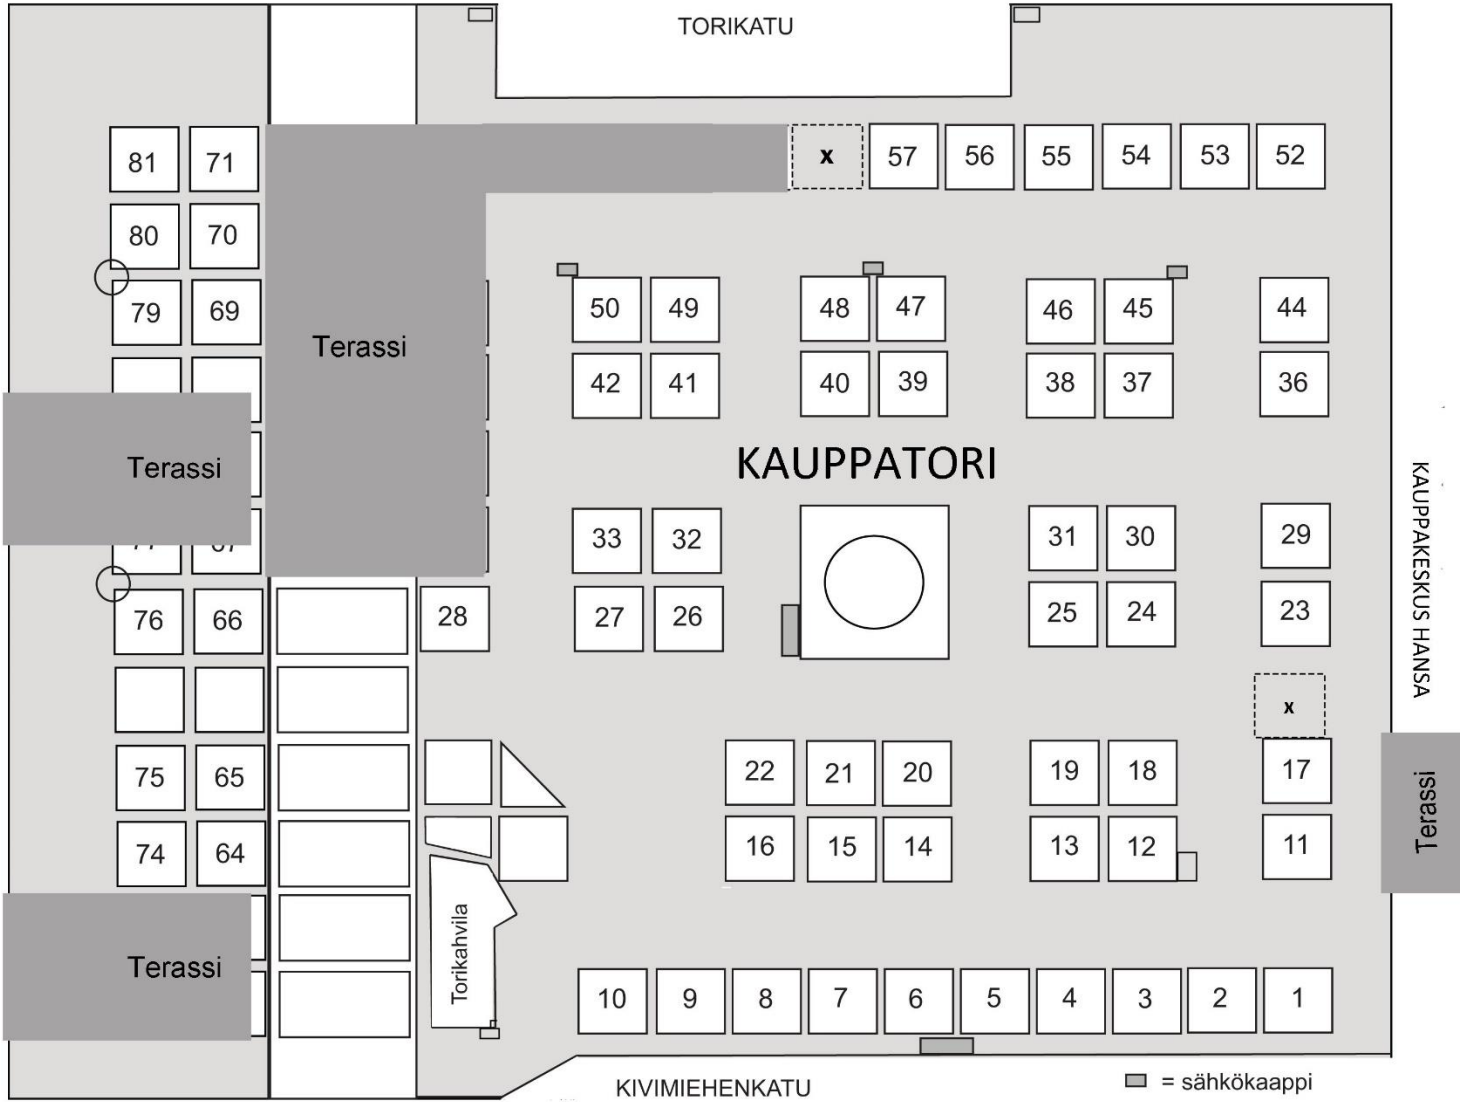 TORIKATU
81 71 x 57 56 55 54 53 52
80 70
79 69 50 49 48 47 46 45 44
Terassi
42 41 40 39 38 37 36
Terassi
KAUPPATORI
77 67 33 32 31 30 29
76 66 28 27 26 25 24 23
KAUPPAKESKUS HANSA
x
75 65 22 21 20 19 18 17
Terassi
74 64 16 15 14 13 12 11
Torikahvila
Terassi
10 9 8 7 6 5 4 3 2 1
KIVIMIEHENKATU
= sähkökaappi